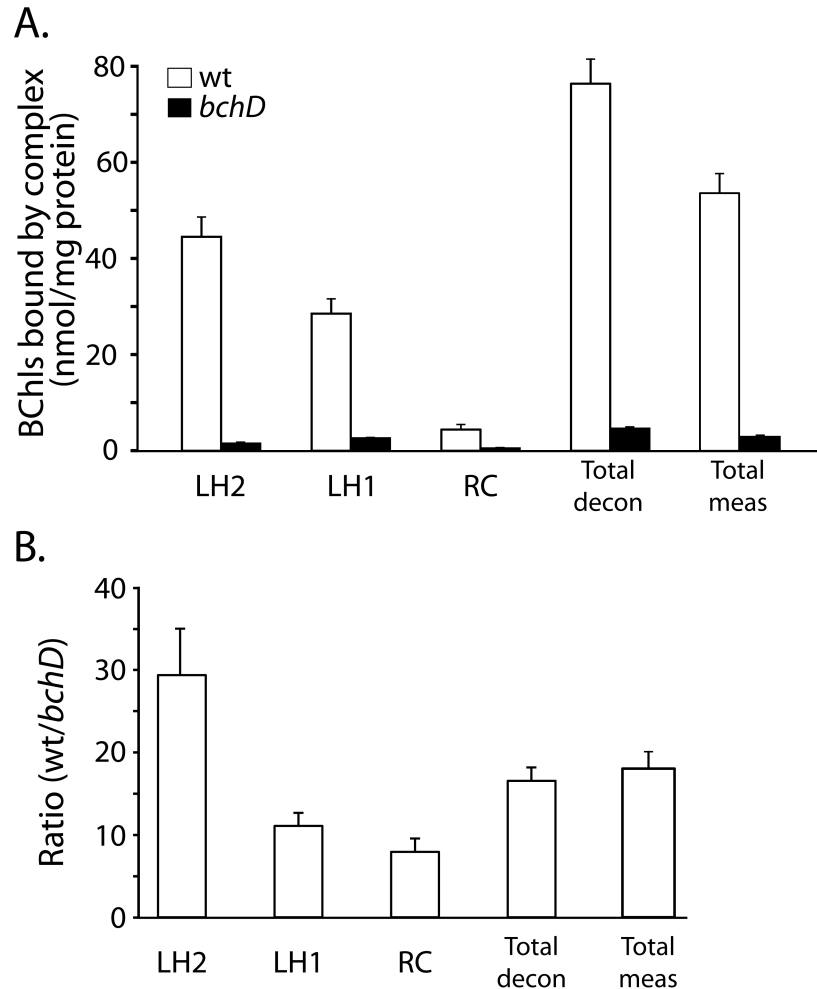 A.
BChls bound by complex
(nmol/mg protein)
80
60
40
20
0
wt
bchD
LH2
LH1
RC
Total
decon
Total
meas
B.
Ratio (wt/bchD)
40
30
20
10
0
LH2
LH1
RC
Total
decon
Total
meas